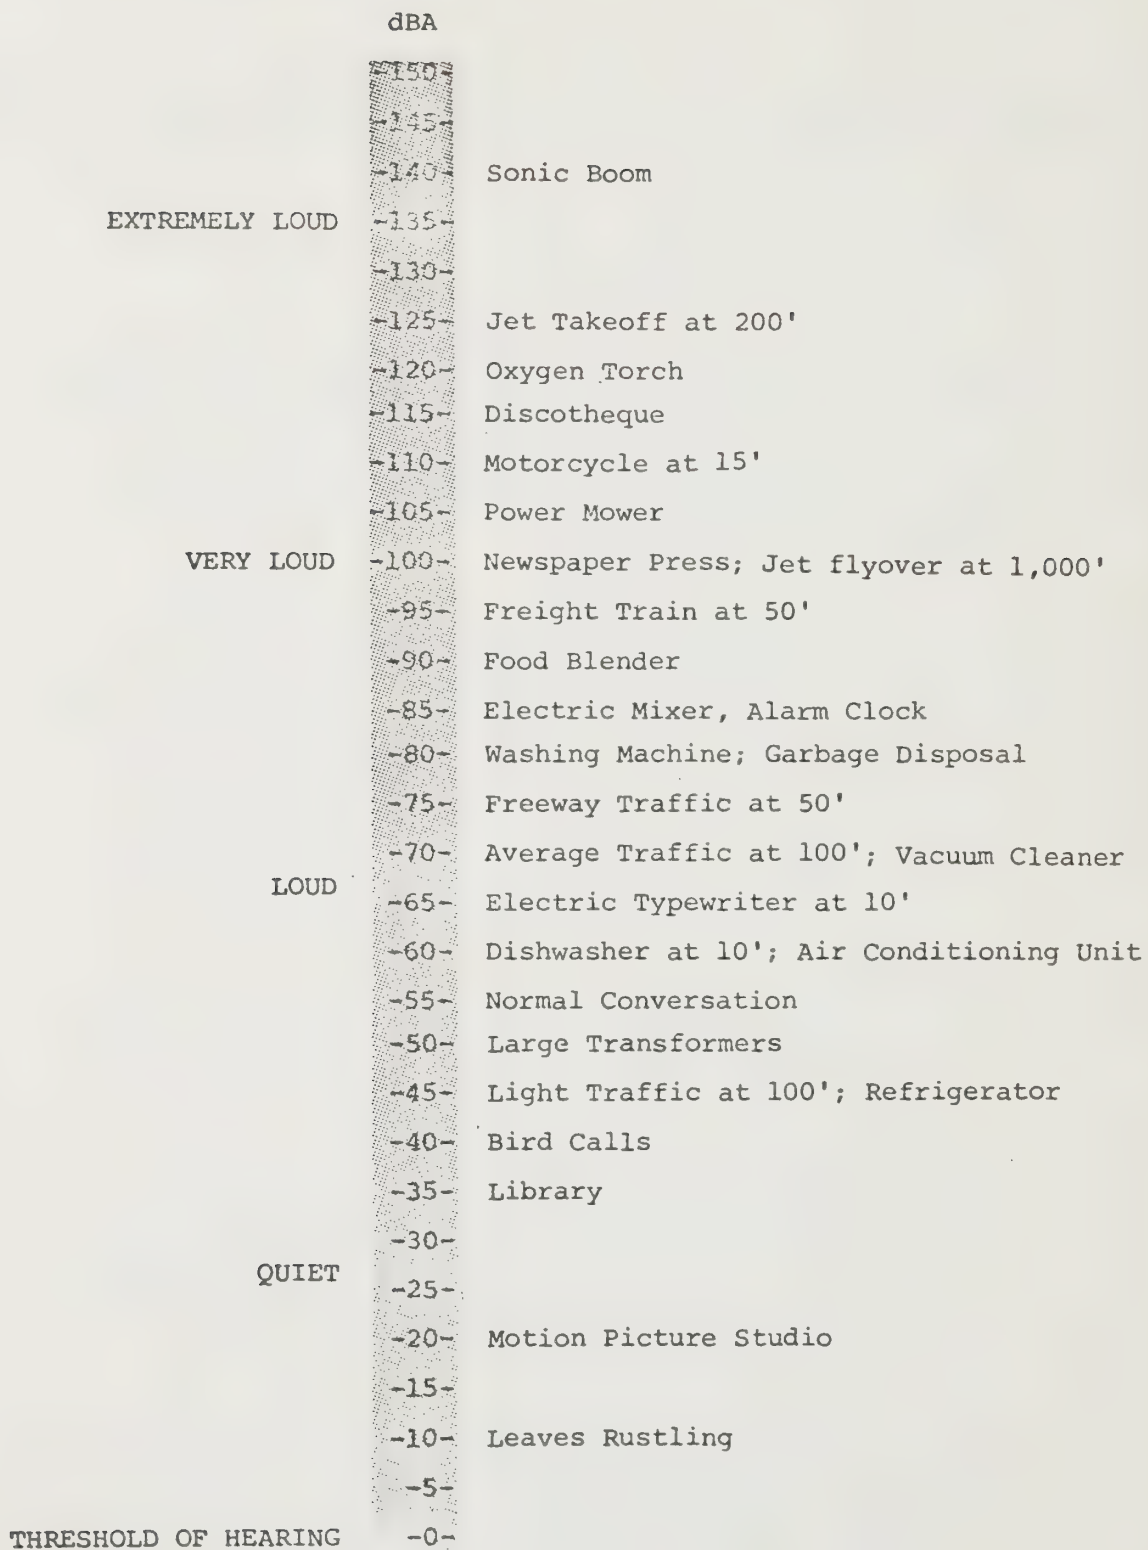 dBA
-150-
-145-
-140- Sonic Boom
EXTREMELY LOUD -135-
-130-
-125- Jet Takeoff at 200'
-120- Oxygen Torch
-115- Discotheque
-110- Motorcycle at 15'
-105- Power Mower
VERY LOUD -100- Newspaper Press; Jet flyover at 1,000'
-95- Freight Train at 50'
-90- Food Blender
-85- Electric Mixer, Alarm Clock
-80- Washing Machine; Garbage Disposal
-75- Freeway Traffic at 50'
-70- Average Traffic at 100'; Vacuum Cleaner
LOUD
-65- Electric Typewriter at 10'
-60- Dishwasher at 10'; Air Conditioning Unit
-55- Normal Conversation
-50- Large Transformers
-45- Light Traffic at 100'; Refrigerator
-40- Bird Calls
-35- Library
-30-
QUIET
-25-
-20- Motion Picture Studio
-15-
-10- Leaves Rustling
-5-
THRESHOLD OF HEARING -0-